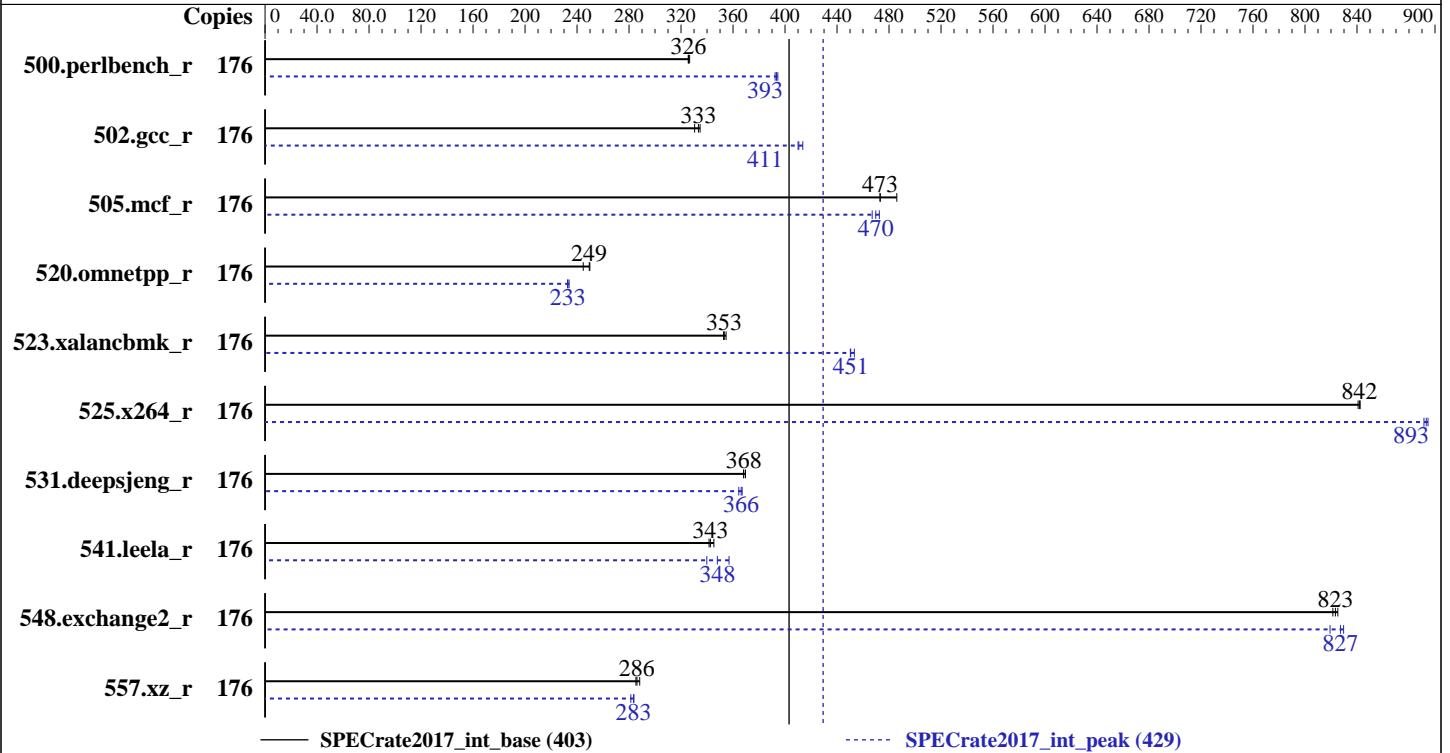 Copies 0 40.0 80.0 120 160 200 240 280 320 360 400 440 480 520 560 600 640 680 720 760 800 840 900
326
500.perlbench_r 176
393
333
502.gcc_r 176
411
473
505.mcf_r 176
470
249
520.omnetpp_r 176
233
353
523.xalancbmk_r 176
451
842
525.x264_r 176
893
368
531.deepsjeng_r 176
366
343
541.leela_r 176
348
823
548.exchange2_r 176
827
286
557.xz_r 176
283
SPECrate2017_int_base (403) SPECrate2017_int_peak (429)